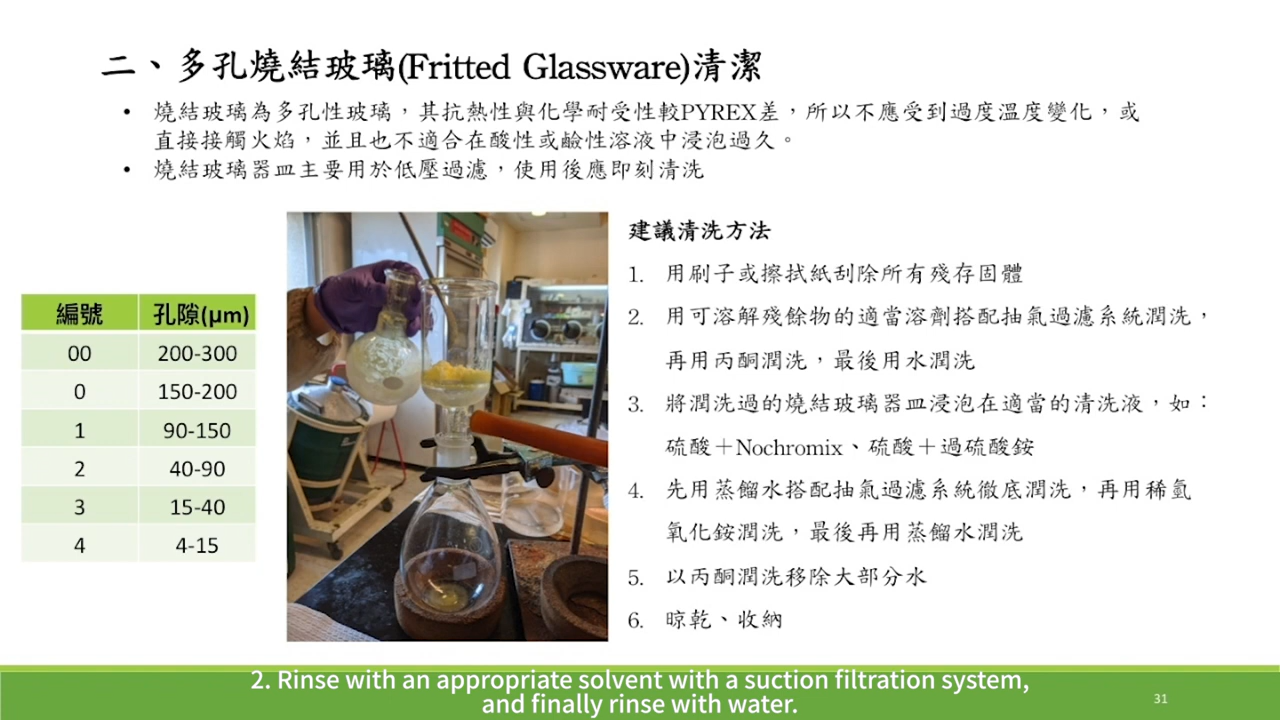 二、多孔燒結玻璃(Fritted Glassware)清潔
• 燒結玻璃為多孔性玻璃，其抗熱性與化學耐受性較PYREX差，所以不應受到過度溫度變化，或
直接接觸火焰，並且也不適合在酸性或鹼性溶液中浸泡過久。
• 燒結玻璃器皿主要用於低壓過濾，使用後應即刻清洗
編號 孔隙(μm)
00 200-300
0 150-200
1 90-150
2 40-90
3 15-40
4 4-15
建議清洗方法
1. 用刷子或擦拭紙刮除所有殘存固體
2. 用可溶解殘餘物的適當溶劑搭配抽氣過濾系統潤洗，
再用丙酮潤洗，最後用水潤洗
3. 將潤洗過的燒結玻璃器皿浸泡在適當的清洗液，如：
硫酸＋Nochromix、硫酸＋過硫酸銨
4. 先用蒸餾水搭配抽氣過濾系統徹底潤洗，再用稀氫
氧化銨潤洗，最後再用蒸餾水潤洗
5. 以丙酮潤洗移除大部分水
6. 晾乾、收納
2. Rinse with an appropriate solvent with a suction filtration system,
and finally rinse with water.
31